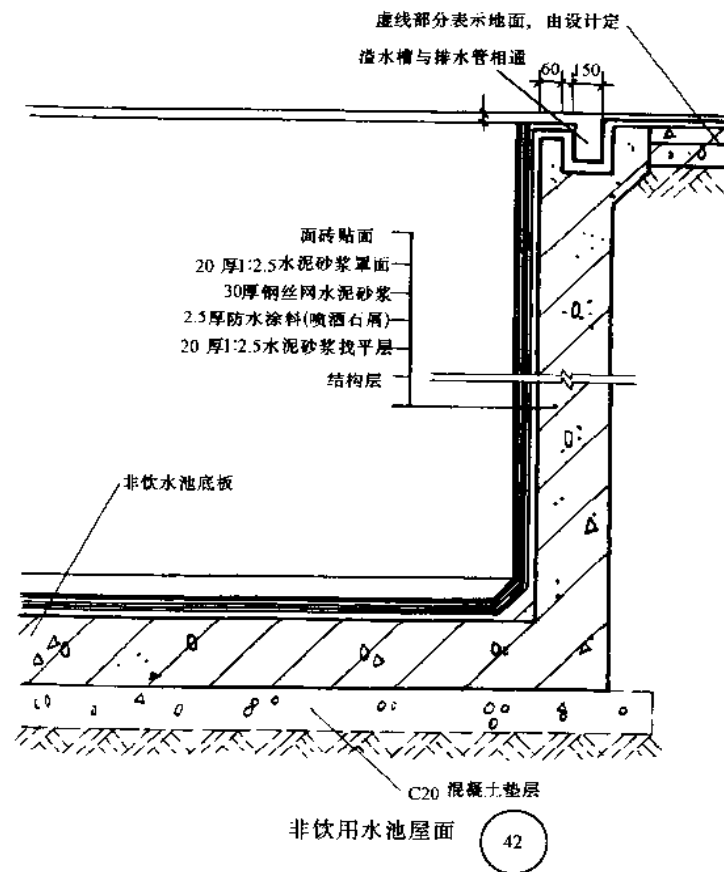 虚线部分表示地面，由设计定
溢水槽与排水管相通
60 150
面砖贴面
20 厚1:2.5水泥砂浆罩面
30厚钢丝网水泥砂浆
2.5厚防水涂料(喷洒石屑)
20 厚1:2.5水泥砂浆找平层
结构层
非饮水池底板
C20 混凝土垫层
非饮用水池屋面 42